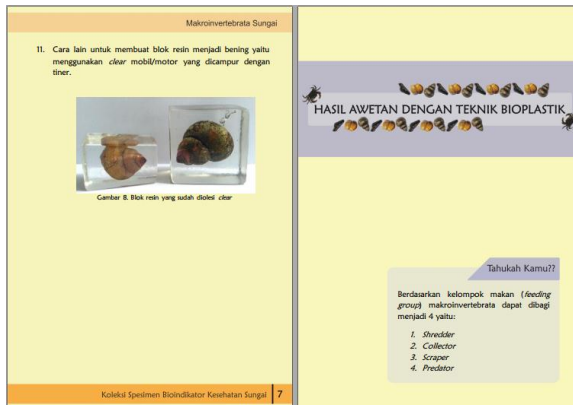 Makroinvertebrata Sungai
11. Cara lain untuk membuat blok resin menjadi bening yaitu
menggunakan clear mobil/motor yang dicampur dengan
tiner.
Gambar 8. Blok resin yang sudah diolesi clear
Koleksi Spesimen Bioindikator Kesehatan Sungai 7
HASIL AWETAN DENGAN TEKNIK BIOPLASTIK
Tahukah Kamu??
Berdasarkan kelompok makan (feeding
group) makroinvertebrata dapat dibagi
menjadi 4 yaitu:
1. Shredder
2. Collector
3. Scraper
4. Predator